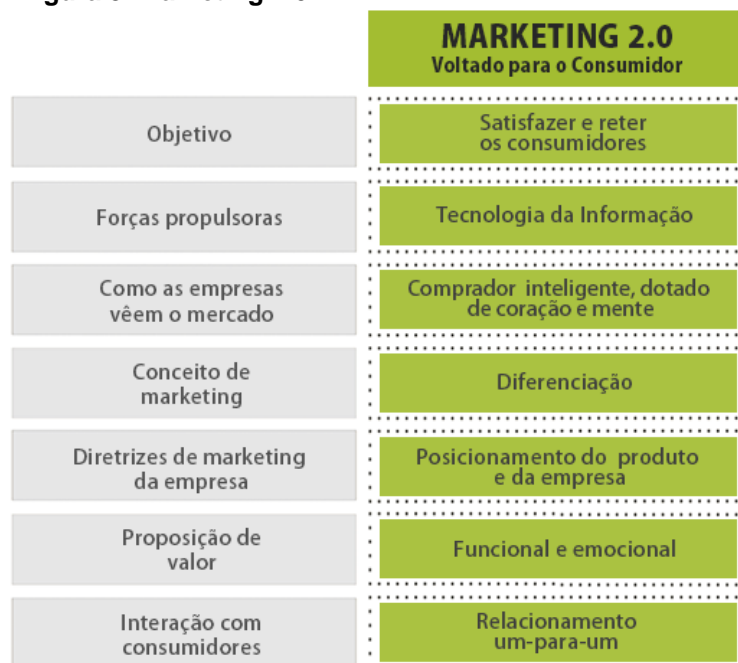 MARKETING 2.0
Voltado para o Consumidor
Objetivo
Satisfazer e reter
os consumidores
Forças propulsoras
Tecnologia da Informação
Como as empresas
vêem o mercado
Comprador inteligente, dotado
de coração e mente
Conceito de
marketing
Diferenciação
Diretrizes de marketing
da empresa
Posicionamento do produto
e da empresa
Proposição de
valor
Funcional e emocional
Interação com
consumidores
Relacionamento
um-para-um